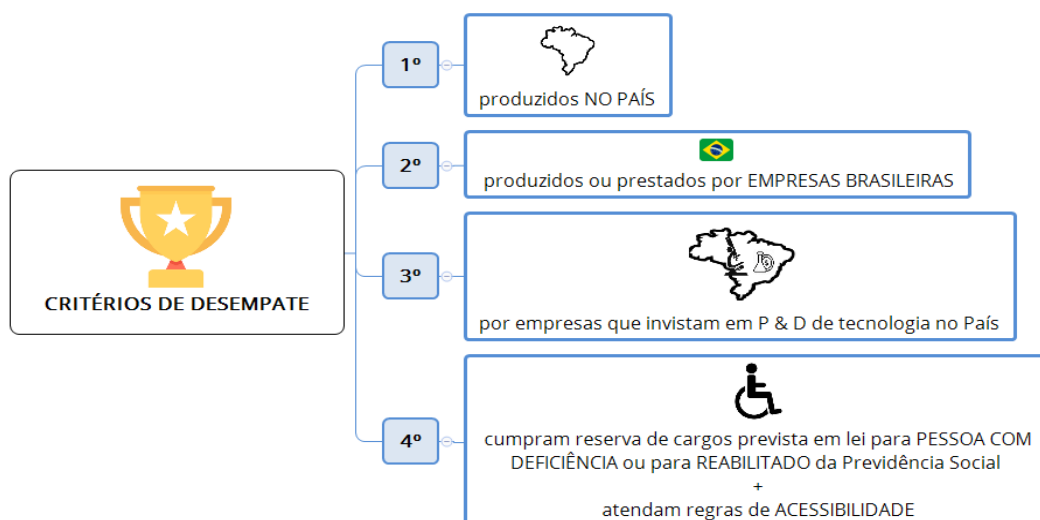 CRITÉRIOS DE DESEMPATE
1º
produzidos NO PAÍS
2º
produzidos ou prestados por EMPRESAS BRASILEIRAS
3º
por empresas que invistam em P & D de tecnologia no País
4º
cumpram reserva de cargos prevista em lei para PESSOA COM
DEFICIÊNCIA ou para REABILITADO da Previdência Social
+
atendam regras de ACESSIBILIDADE